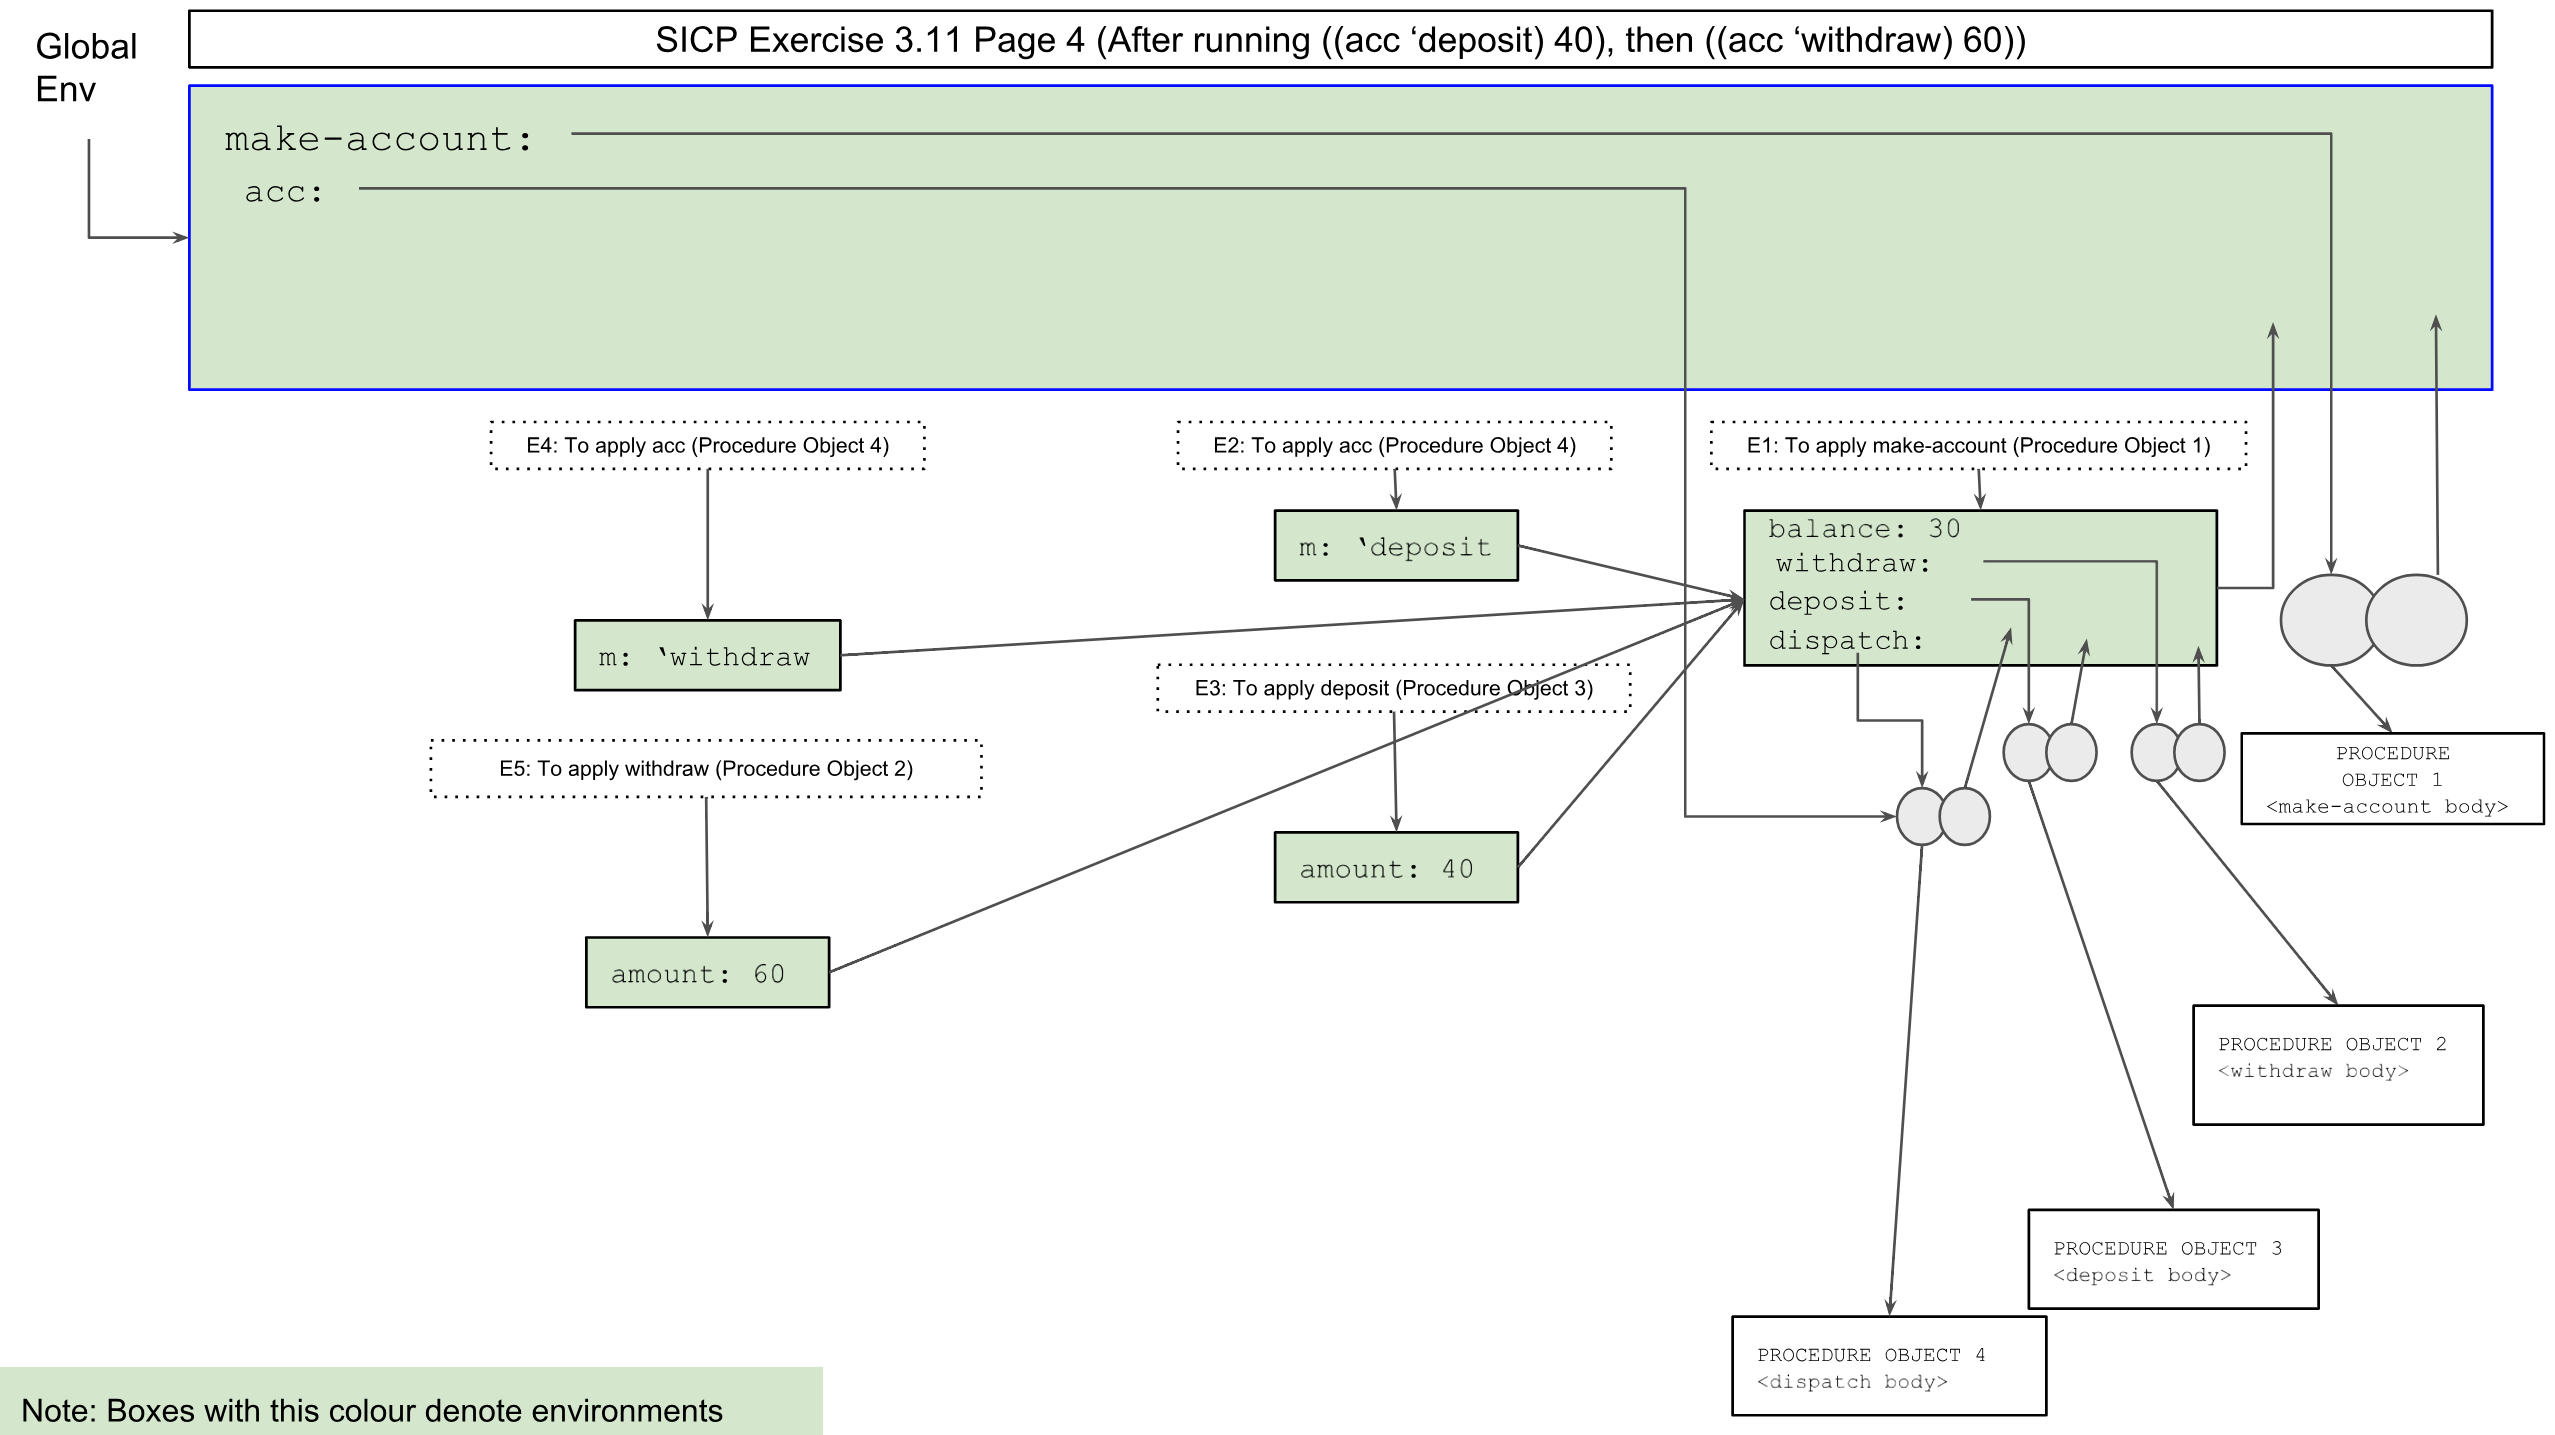 Global
Env
SICP Exercise 3.11 Page 4 (After running ((acc ‘deposit) 40), then ((acc ‘withdraw) 60))
make-account:
acc:
E4: To apply acc (Procedure Object 4)
E2: To apply acc (Procedure Object 4)
E1: To apply make-account (Procedure Object 1)
m: ‘deposit
balance: 30
withdraw:
deposit:
dispatch:
m: ‘withdraw
E3: To apply deposit (Procedure Object 3)
E5: To apply withdraw (Procedure Object 2)
PROCEDURE
OBJECT 1
<make-account body>
amount: 40
amount: 60
PROCEDURE OBJECT 2
<withdraw body>
PROCEDURE OBJECT 3
<deposit body>
PROCEDURE OBJECT 4
<dispatch body>
Note: Boxes with this colour denote environments